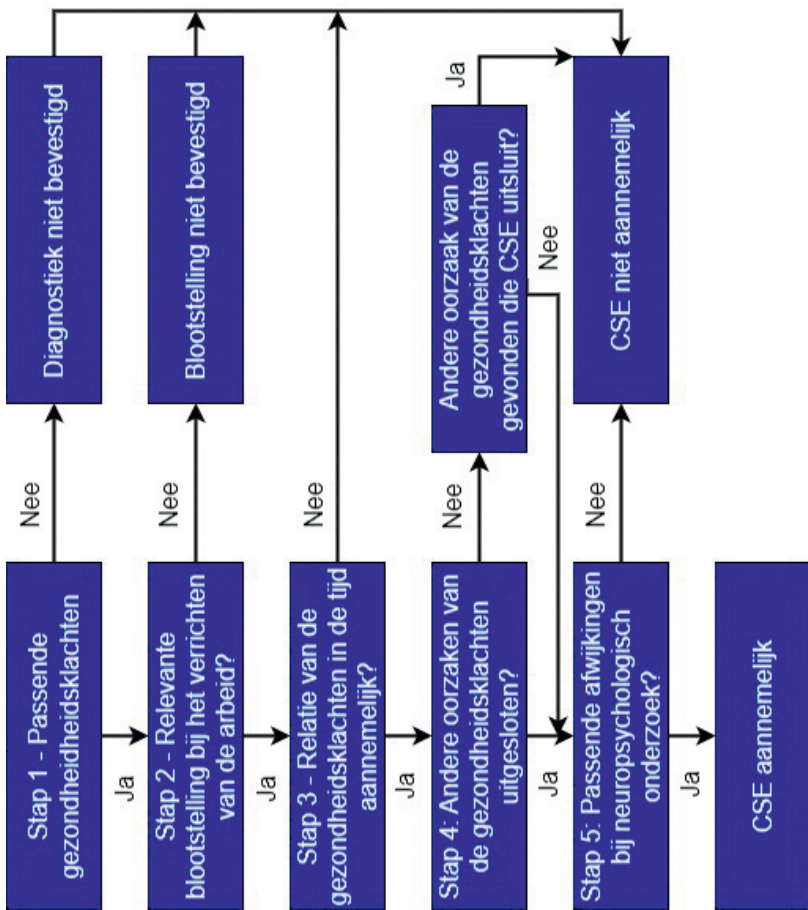 Stap 1 - Passende
gezondheidheidsklachten
Nee
Diagnostiek niet bevestigd
Ja
Stap 2 - Relevante
blootstelling bij het verrichten
van de arbeid?
Nee
Blootstelling niet bevestigd
Ja
Stap 3 - Relatie van de
gezondheidsklachten in de tijd
aannemelijk?
Nee
Ja
Stap 4: Andere oorzaken van
de gezondheidsklachten
uitgesloten?
Nee
Andere oorzaak van de
gezondheidsklachten
gevonden die CSE uitsluit?
Ja
Nee
Ja
Stap 5: Passende afwijkingen
bij neuropsychologisch
onderzoek?
Nee
CSE niet aannemelijk
Ja
CSE aannemelijk